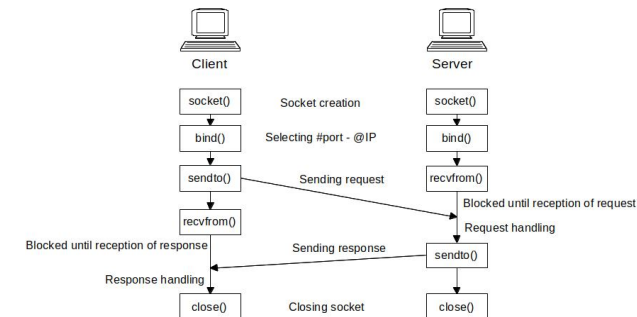 Client
Server
socket()
Socket creation
socket()
bind()
Selecting #port - @IP
bind()
sendto()
Sending request
recvfrom()
recvfrom()
Blocked until reception of request
Request handling
Blocked until reception of response
Sending response
sendto()
Response handling
close()
Closing socket
close()